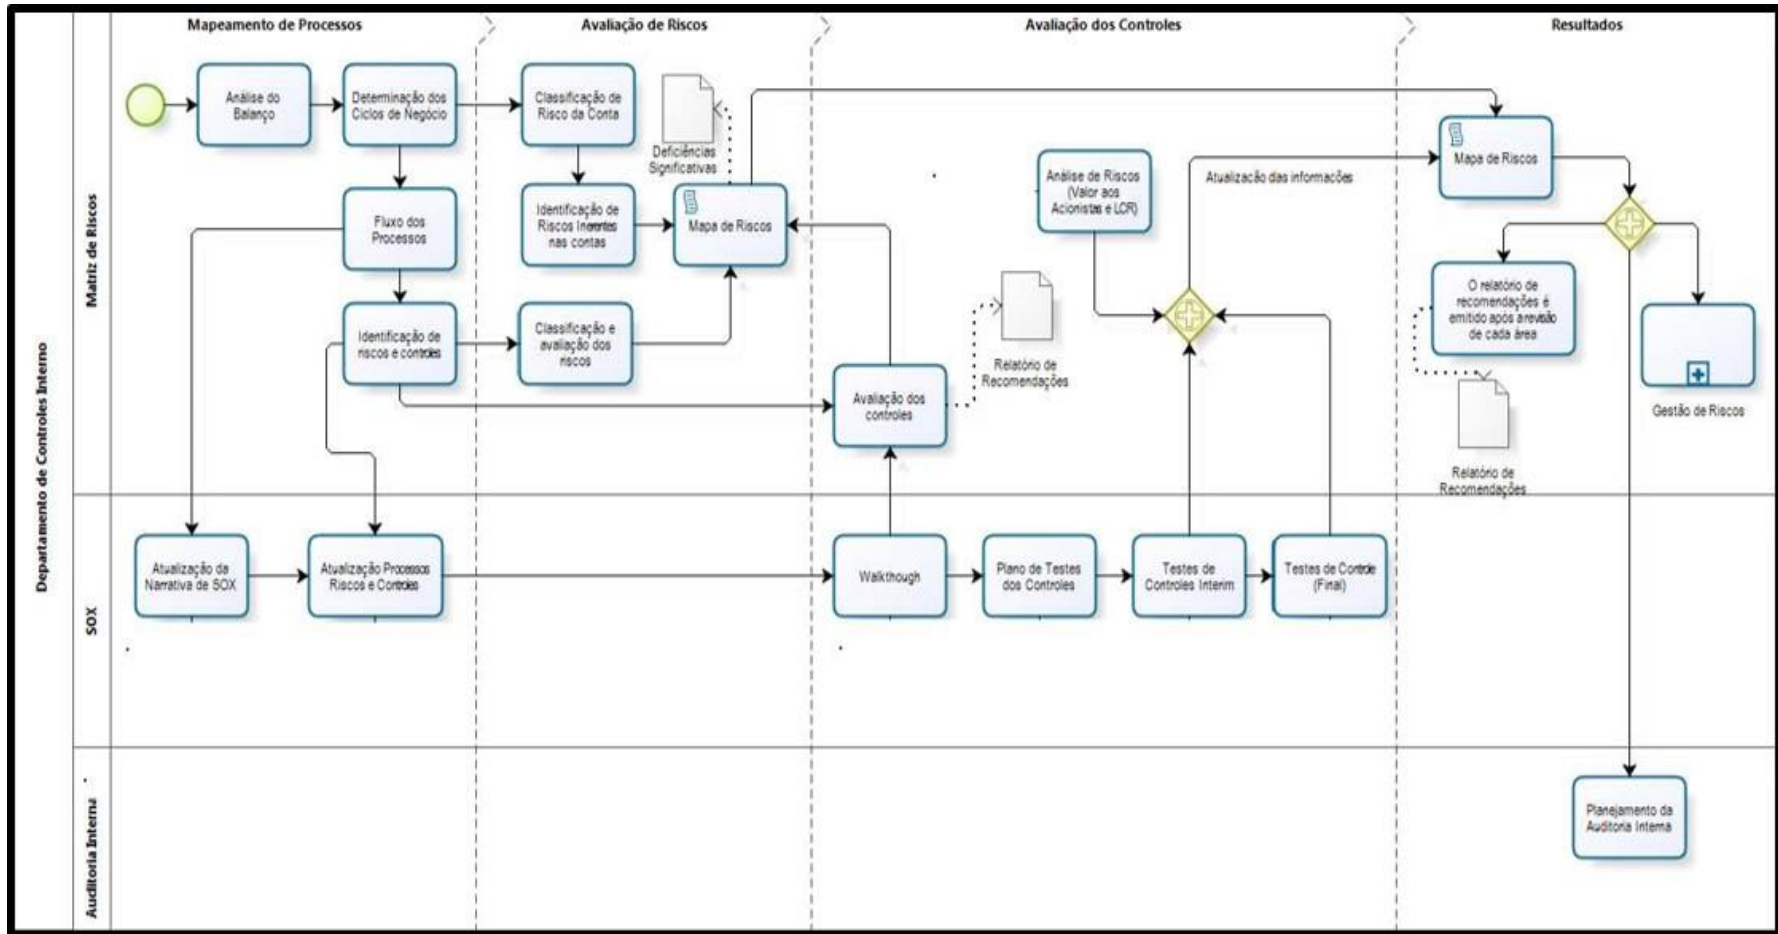 Mapeamento de Processos
Avaliação de Riscos
Avaliação dos Controles
Resultados
Departamento de Controles Interno
Matriz de Riscos
Análise do
Balanço
Determinação dos
Ciclos de Negócio
Classificação de
Risco da Conta
Deficiências
Significativas
Fluxo dos
Processos
Identificação de
Riscos Inerentes
nas contas
Mapa de Riscos
Identificação de
riscos e controles
Classificação e
avaliação dos
riscos
Avaliação dos
controles
Relatório de
Recomendações
Análise de Riscos
(Valor aos
Acionistas e LCR)
Atualização das informacões
Mapa de Riscos
O relatório de
recomendações é
emitido após a revisão
de cada área
Relatório de
Recomendações
Gestão de Riscos
SOX
Atualização da
Narrativa de SOX
Atualização Processos
Riscos e Controles
Walkthough
Plano de Testes
dos Controles
Testes de
Controles Interim
Testes de Controle
(Final)
Auditoria Interna
Planejamento da
Auditoria Interna